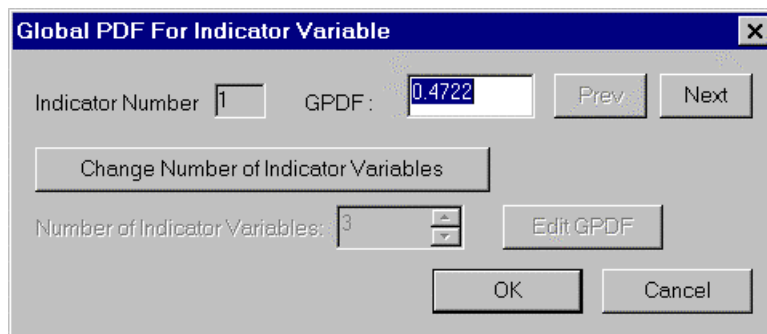 Global PDF For Indicator Variable
Indicator Number 1 GPDF : 0.4722 Prev Next
Change Number of Indicator Variables
Number of Indicator Variables: 3 Edit GPDF
OK Cancel